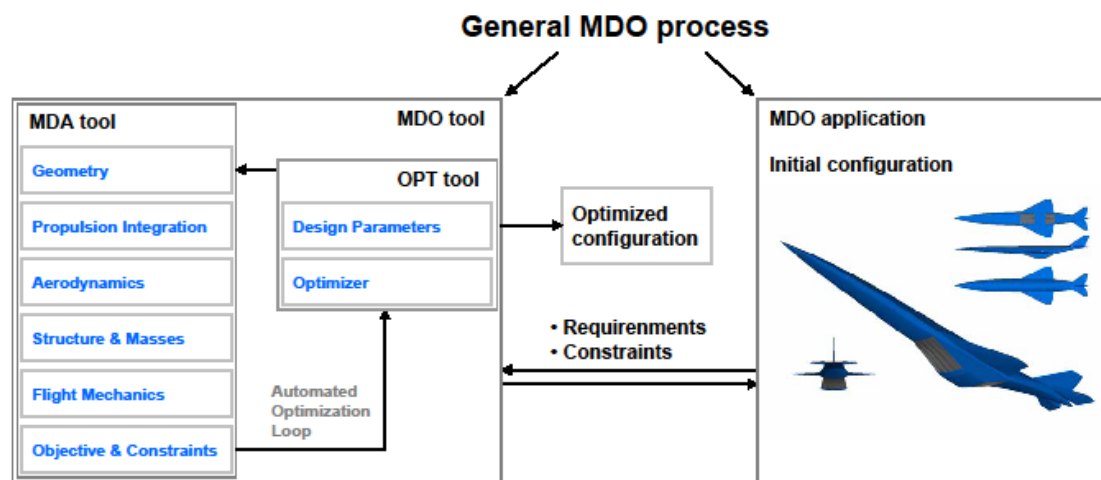 General MDO process
MDA tool
MDO tool
Geometry
Propulsion Integration
Aerodynamics
Structure & Masses
Flight Mechanics
Objective & Constraints
OPT tool
Design Parameters
Optimizer
Automated
Optimization
Loop
Optimized
configuration
• Requirenments
• Constraints
MDO application
Initial configuration